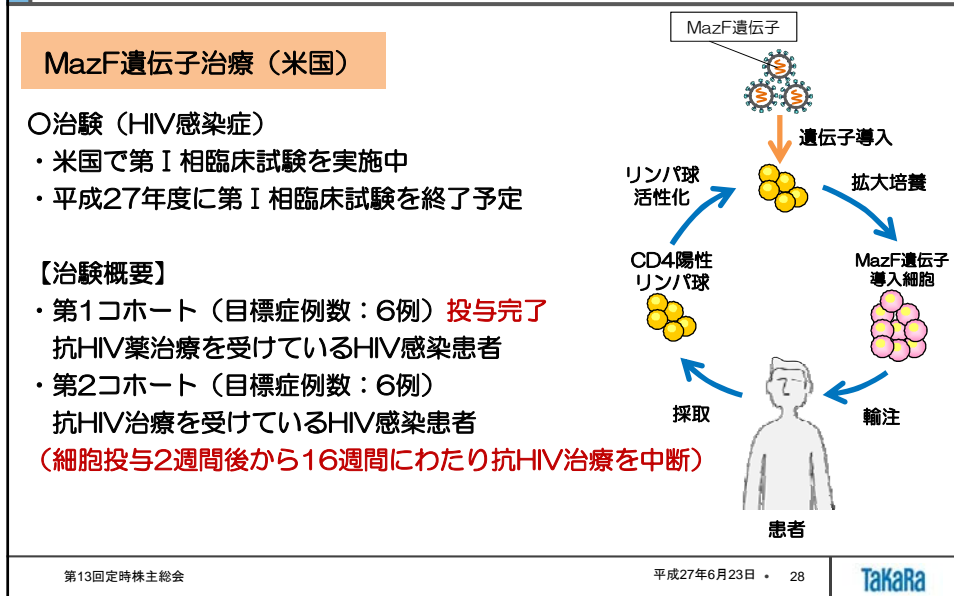 MazF遺伝子治療（米国）
○治験（HIV感染症）
・米国で第Ⅰ相臨床試験を実施中
・平成27年度に第Ⅰ相臨床試験を終了予定
【治験概要】
・第1コホート（目標症例数：6例）投与完了
抗HIV薬治療を受けているHIV感染患者
・第2コホート（目標症例数：6例）
抗HIV治療を受けているHIV感染患者
（細胞投与2週間後から16週間にわたり抗HIV治療を中断）
MazF遺伝子
遺伝子導入
リンパ球
活性化
拡大培養
CD4陽性
リンパ球
MazF遺伝子
導入細胞
採取
輸注
患者
第13回定時株主総会
平成27年6月23日 • 28
TaKaRa